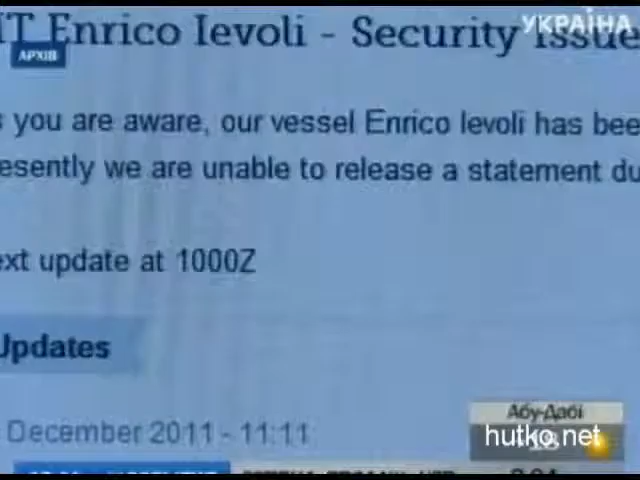 УКРАЇНА
IT Enrico Ievoli - Security issue
АРХІВ
s you are aware, our vessel Enrico Ievoli has bee
esently we are unable to release a statement du
ext update at 1000Z
Updates
December 2011 - 11:11
Абу-Дабі
hutko.net